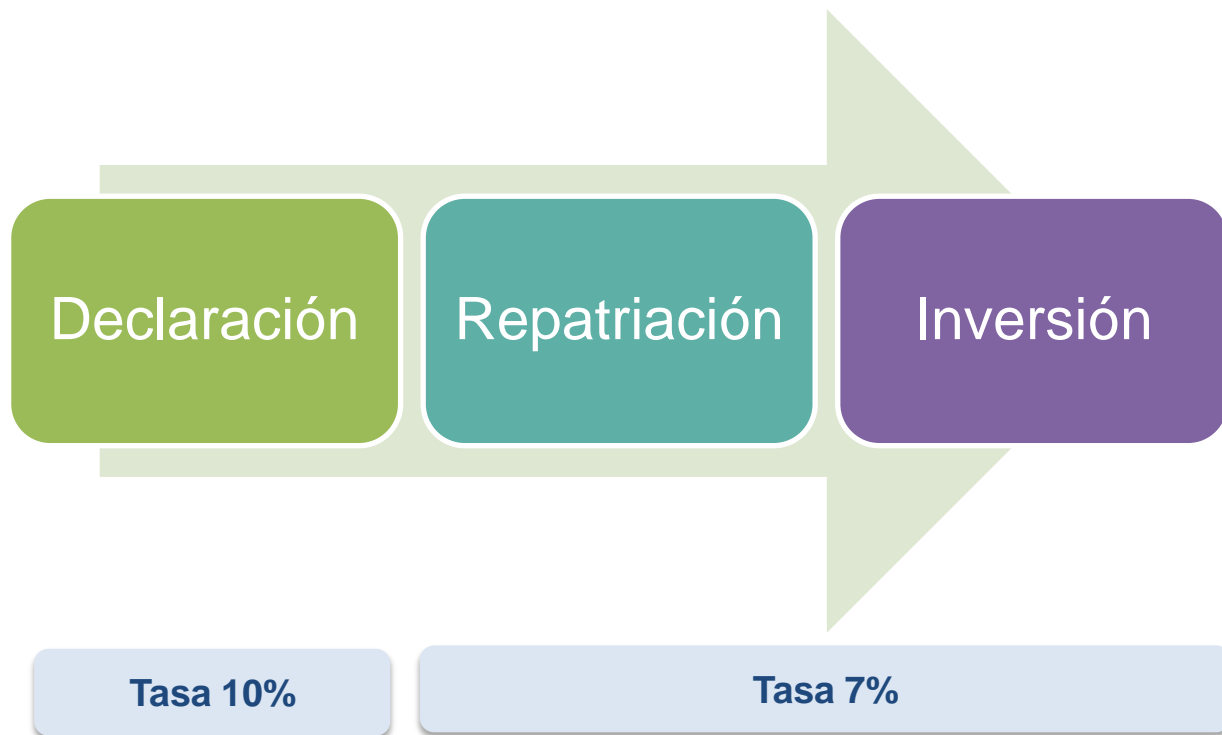 Declaración
Repatriación
Inversión
Tasa 10%
Tasa 7%